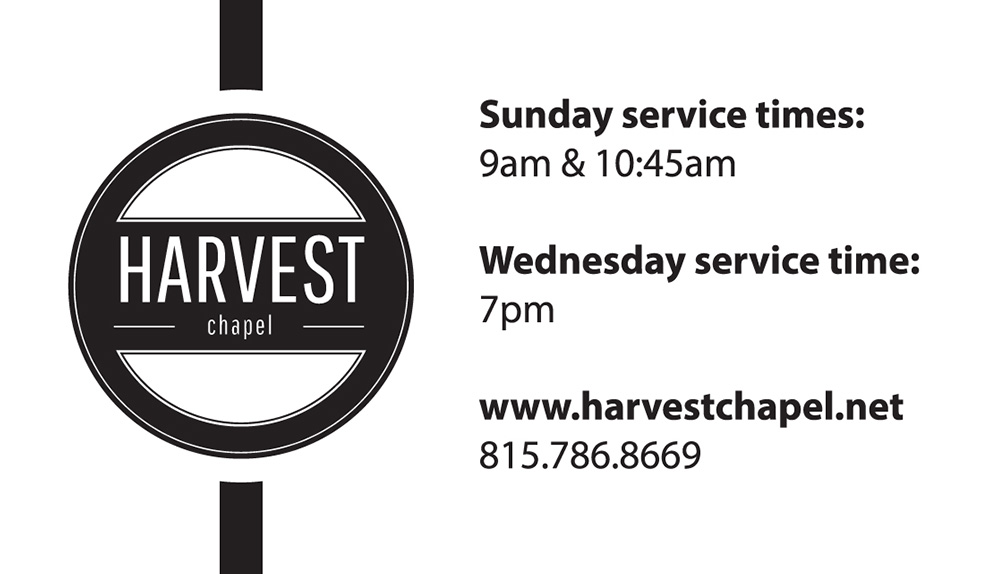 HARVEST
chapel
Sunday service times:
9am & 10:45am
Wednesday service time:
7pm
www.harvestchapel.net
815.786.8669